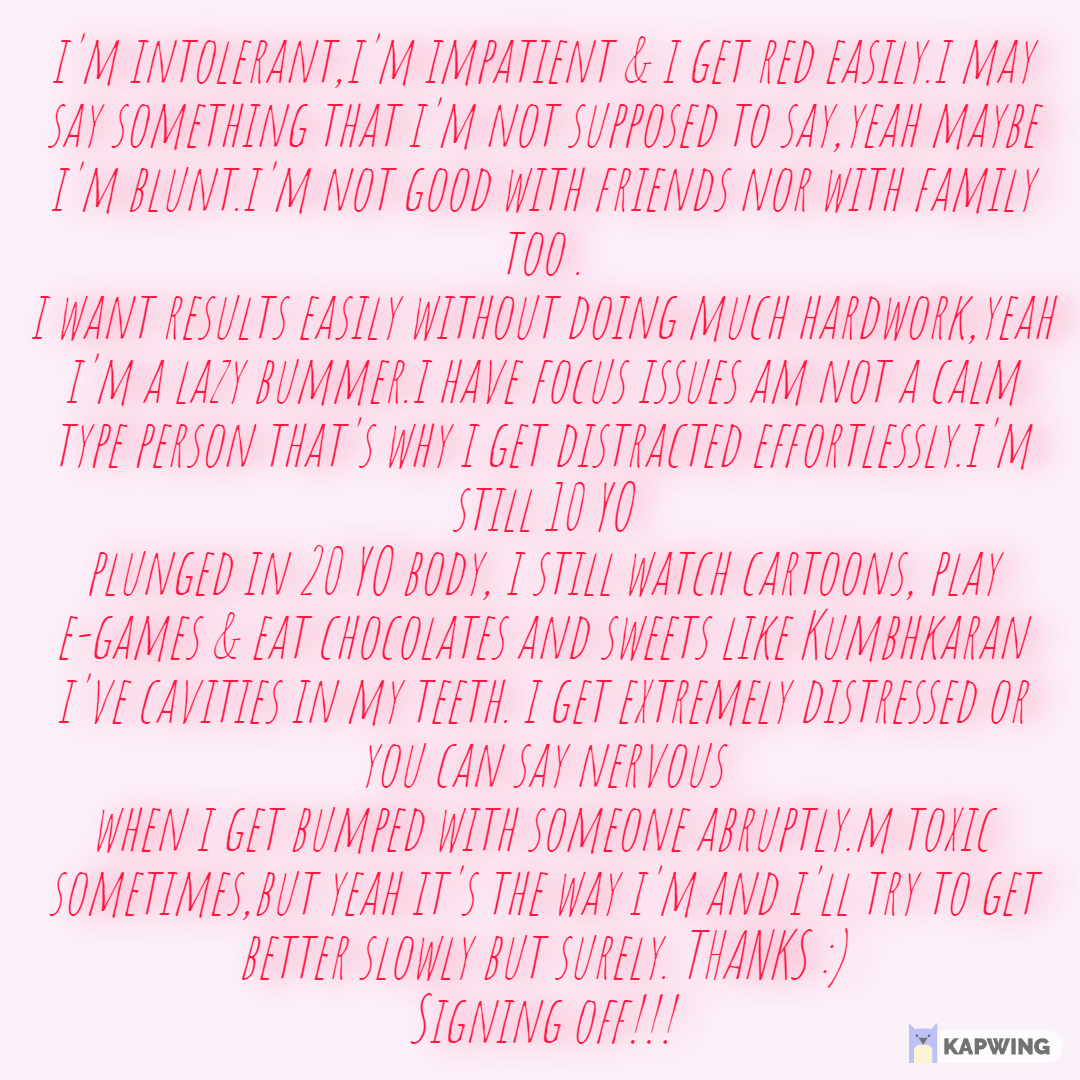 I'm intolerant,I'm impatient & I get red easily.I may
say something that I'm not supposed to say,yeah maybe
I'm blunt.I'm not good with friends nor with family
too .
I want results easily without doing much hardwork,yeah
I'm a lazy bummer.I have focus issues am not a calm
type person that's why I get distracted effortlessly.I'm
still 10 YO
plunged in 20 YO body, I still watch cartoons, play
e-games & eat chocolates and sweets like Kumbhkaran
I've cavities in my teeth. I get extremely distressed or
you can say nervous
when I get bumped with someone abruptly.m toxic
sometimes,but yeah it's the way I'm and I'll try to get
better slowly but surely. THANKS :)
Signing off!!!
KAPWING